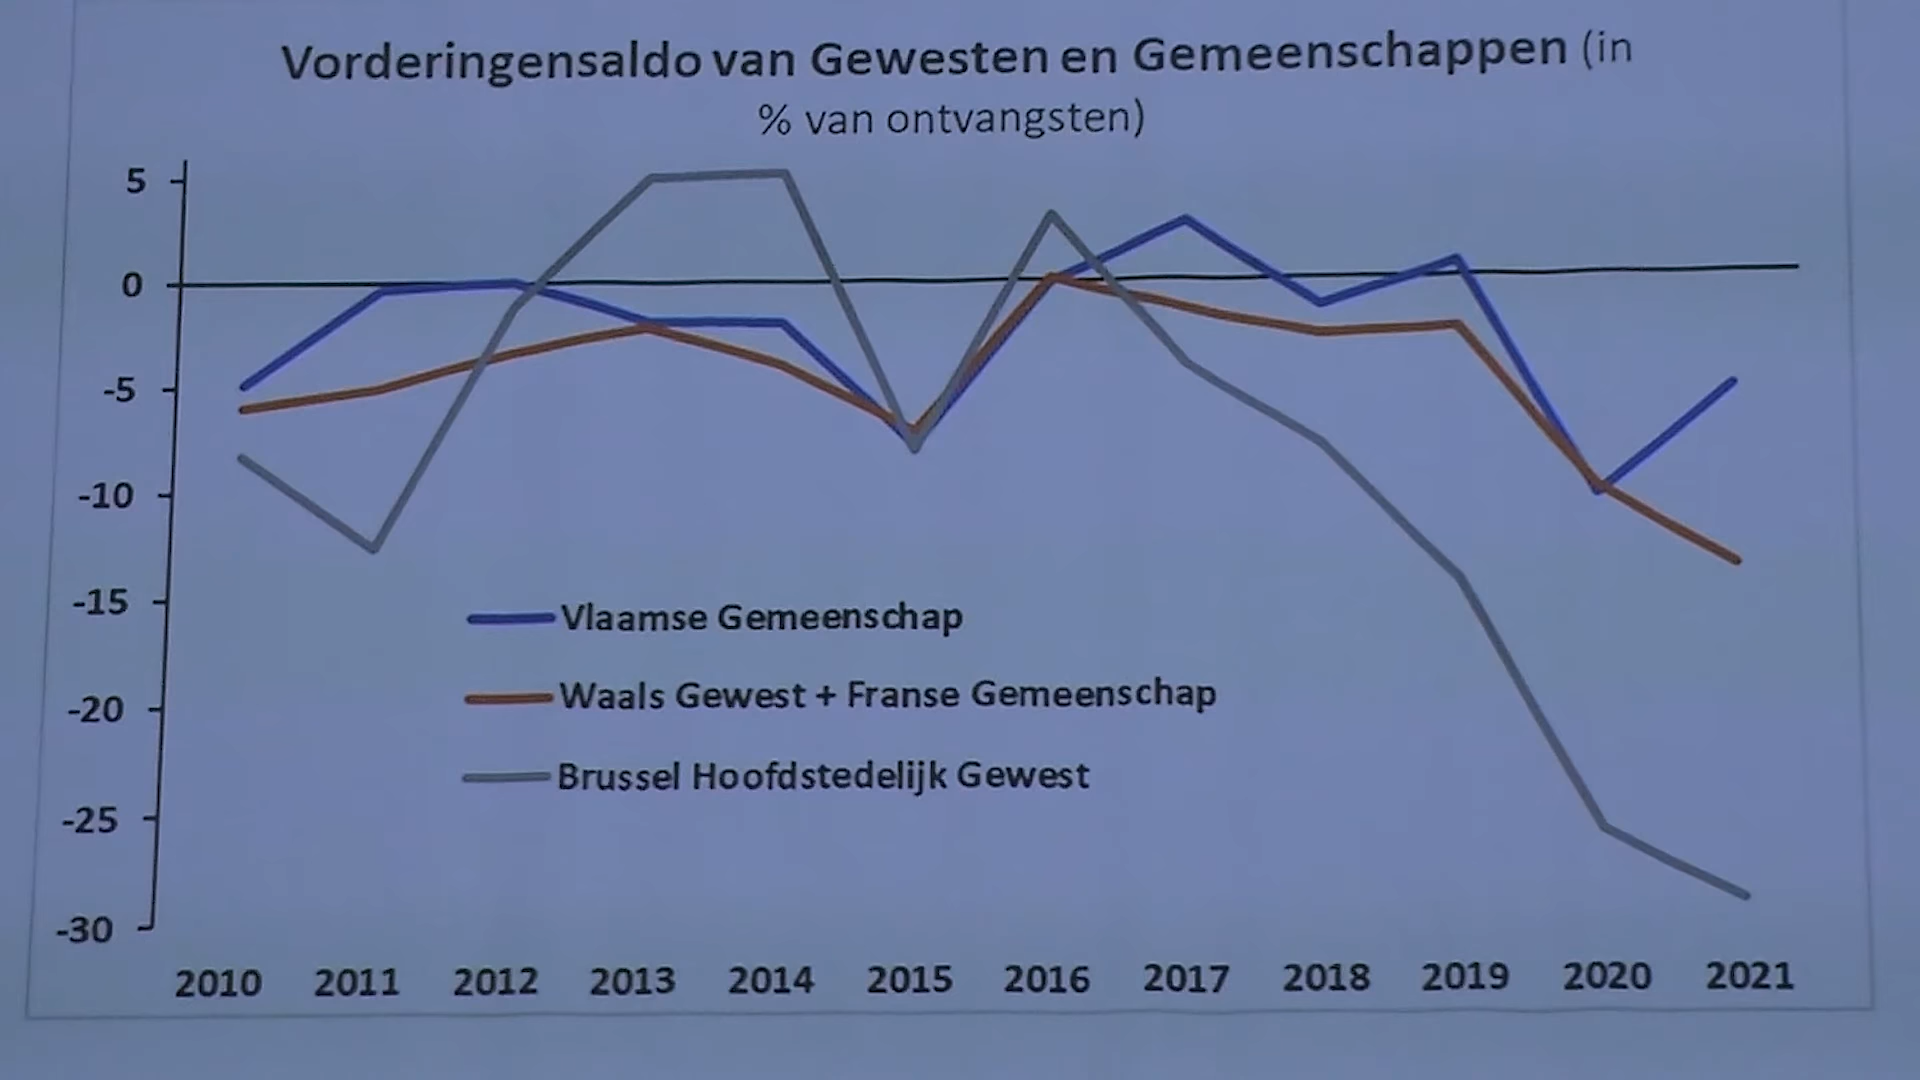 Vorderingensaldo van Gewesten en Gemeenschappen (in
% van ontvangsten)
5
0
-5
-10
-15
-20
-25
-30
Vlaamse Gemeenschap
Waals Gewest + Franse Gemeenschap
Brussel Hoofdstedelijk Gewest
2010 2011 2012 2013 2014 2015 2016 2017 2018 2019 2020 2021